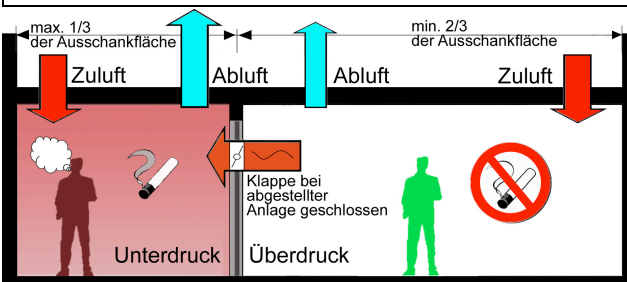 max. 1/3
der Ausschankfläche
min. 2/3
der Ausschankfläche
Zuluft
Abluft
Abluft
Zuluft
Klappe bei
abgestellter
Anlage geschlossen
Unterdruck
Überdruck